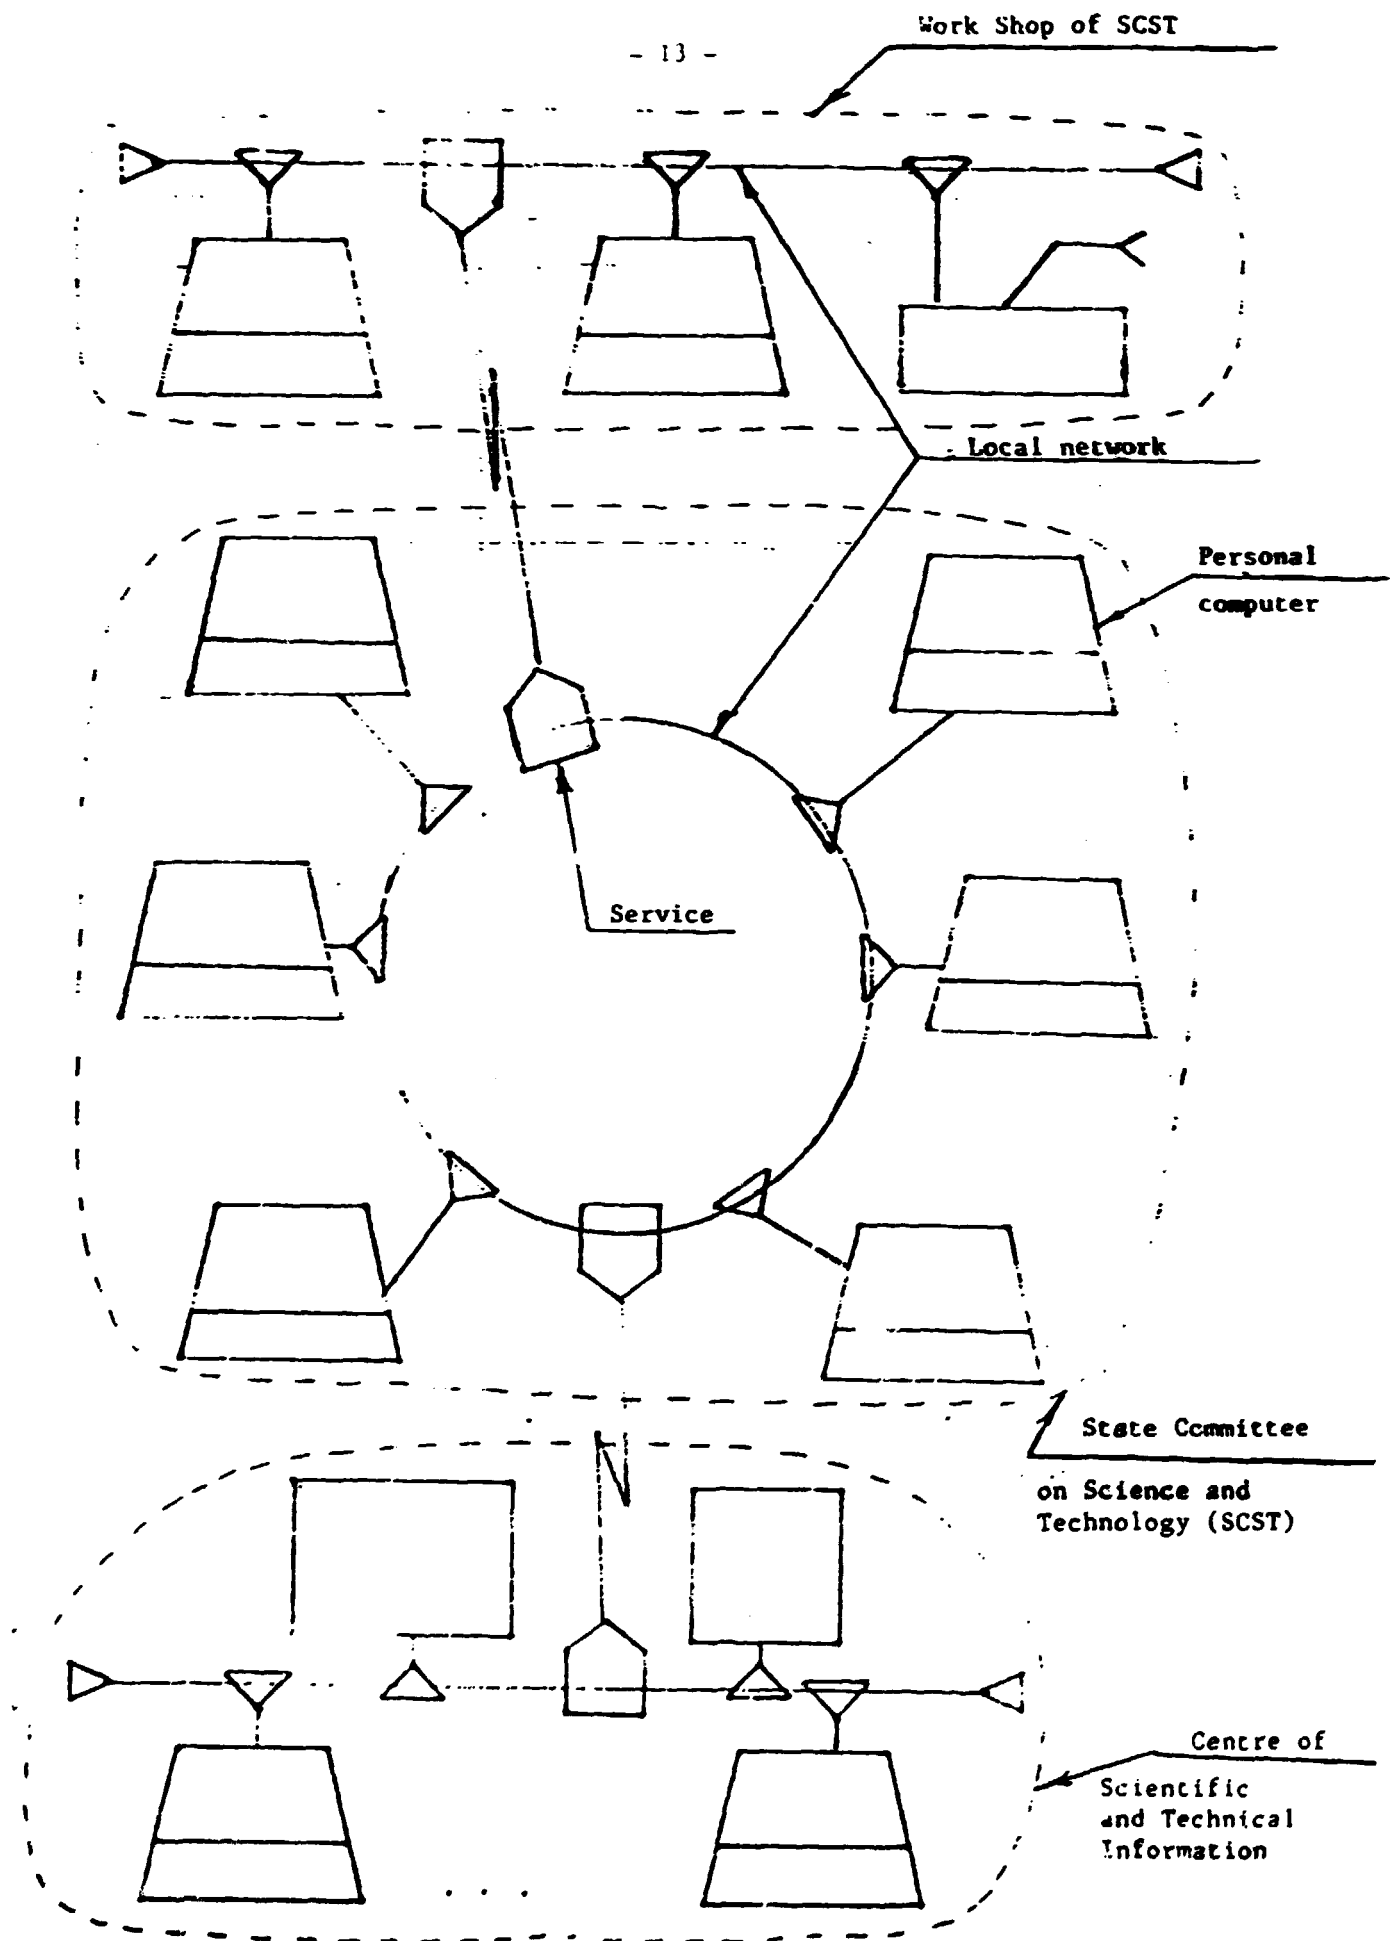 - 13 -
Work Shop of SCST
Local network
Personal
computer
Service
State Committee
on Science and
Technology (SCST)
Centre of
Scientific
and Technical
Information